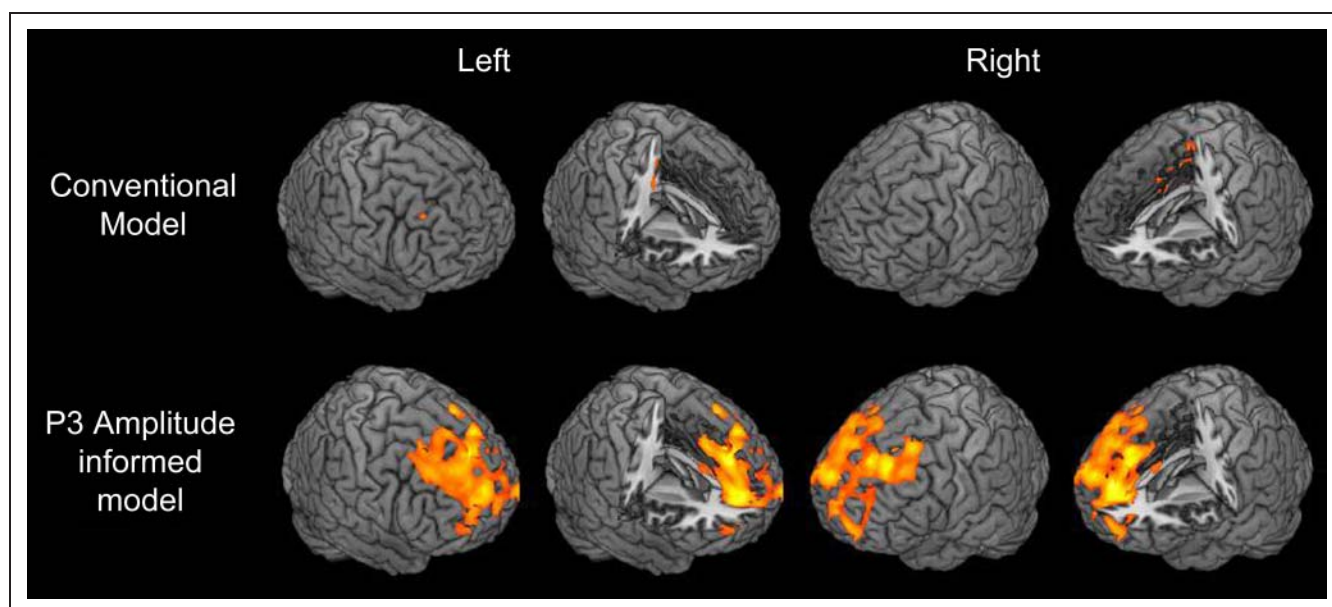 Left
Right
Conventional
Model
P3 Amplitude
informed
model